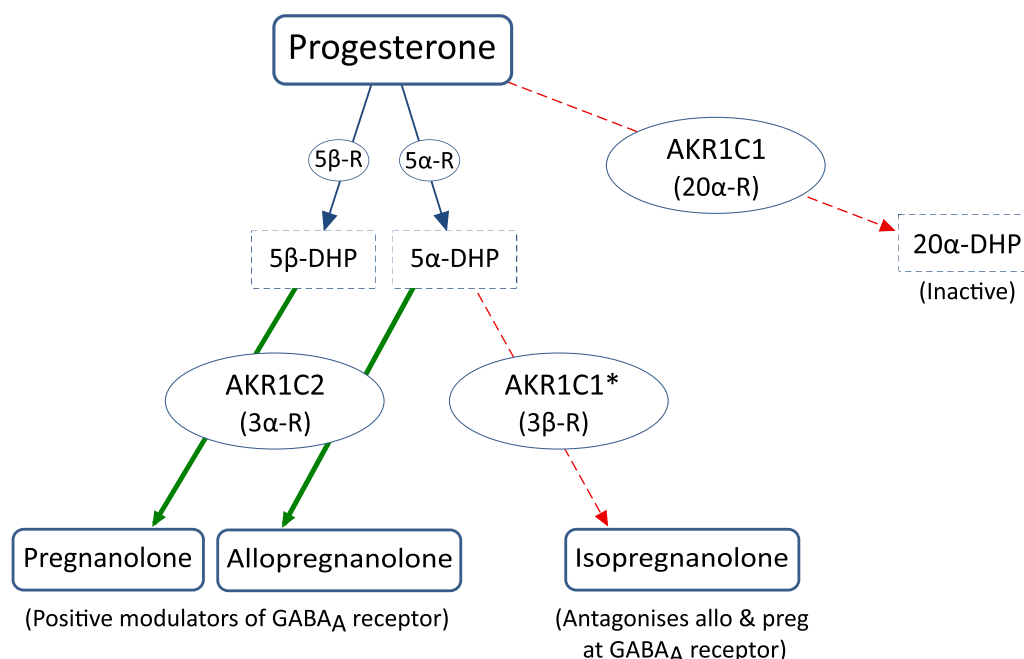 Progesterone
5β-R
5α-R
AKR1C1
(20α-R)
5β-DHP
5α-DHP
20α-DHP
(Inactive)
AKR1C2
(3α-R)
AKR1C1*
(3β-R)
Pregnanolone
Allopregnanolone
Isopregnanolone
(Positive modulators of GABAA receptor)
(Antagonises allo & preg
at GABAA receptor)